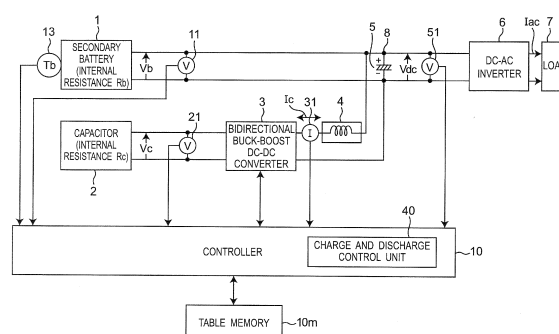 13
1
11
5
8
51
6
Iac
7
Tb
SECONDARY
BATTERY
(INTERNAL
RESISTANCE Rb)
Vb
V
+
-
Vdc
V
DC-AC
INVERTER
LOA
CAPACITOR
(INTERNAL
RESISTANCE Rc)
2
Vc
21
V
3
BIDIRECTIONAL
BUCK-BOOST
DC-DC
CONVERTER
Ic
31
I
4
CONTROLLER
40
CHARGE AND DISCHARGE
CONTROL UNIT
10
TABLE MEMORY
10m